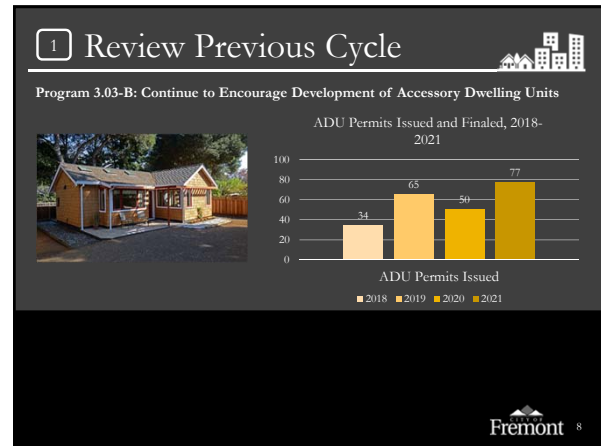 1 Review Previous Cycle
Program 3.03-B: Continue to Encourage Development of Accessory Dwelling Units
ADU Permits Issued and Finaled, 2018-
2021
100
80
60
40
20
0
34
65
50
77
ADU Permits Issued
2018 2019 2020 2021
CITY OF
Fremont 8